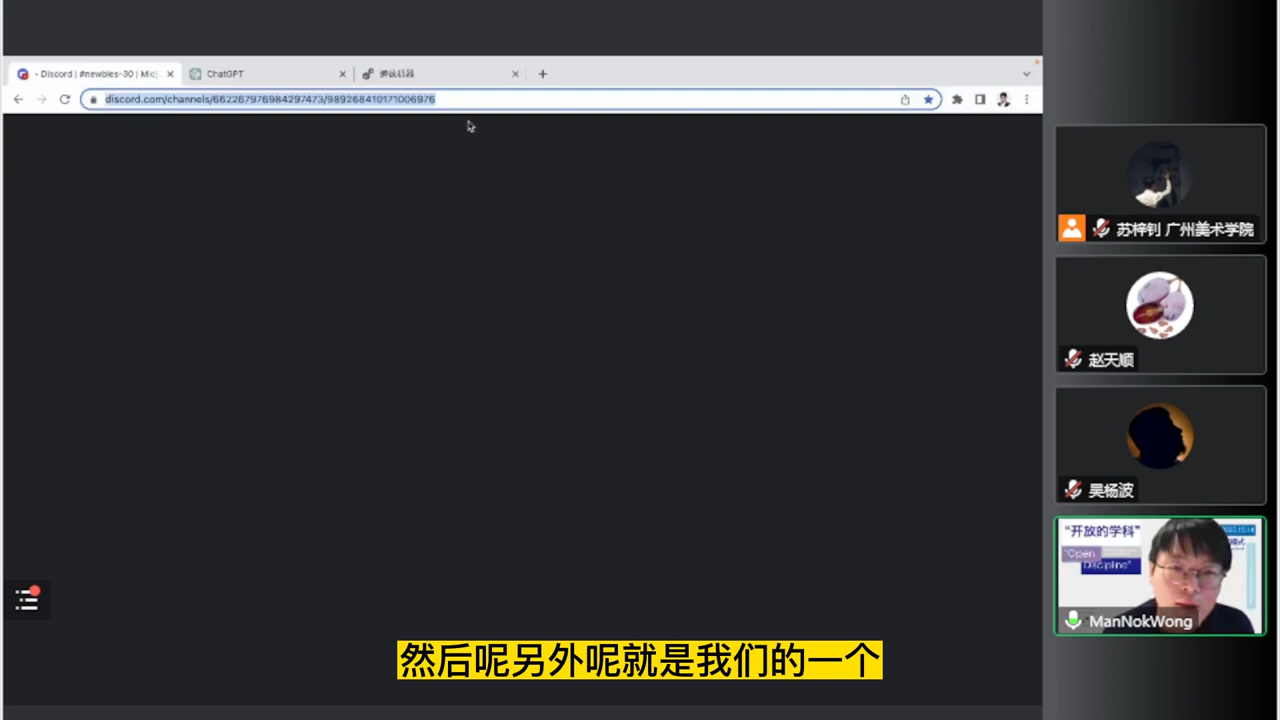 - Discord | #newbies-30 | Mid
ChatGPT
discord.com/channels/662267976984297473/989268410171006976
苏梓钊 广州美术学院
赵天顺
吴杨波
“开放的学科”
"Open
Discipline"
ManNokWong
然后呢另外呢就是我们的一个